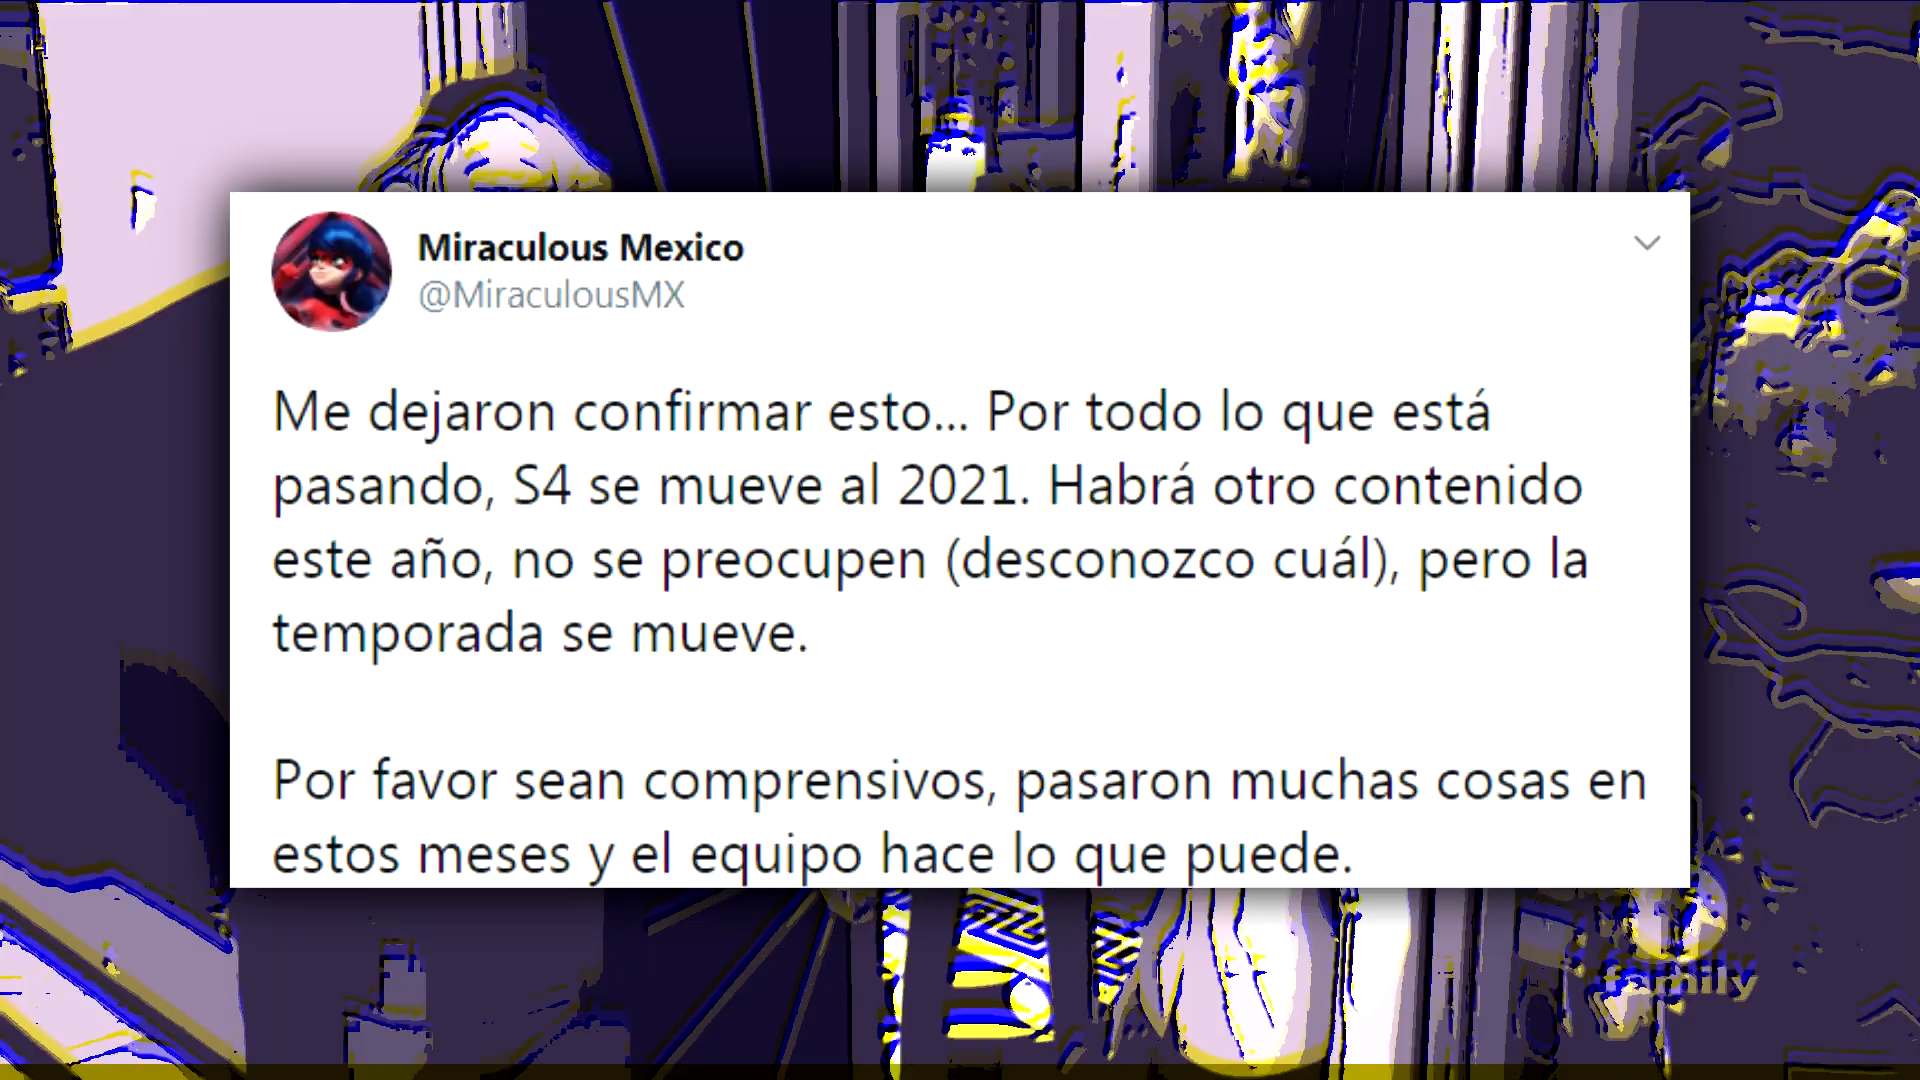 Miraculous Mexico
@MiraculousMX
Me dejaron confirmar esto... Por todo lo que está
pasando, S4 se mueve al 2021. Habrá otro contenido
este año, no se preocupen (desconozco cuál), pero la
temporada se mueve.
Por favor sean comprensivos, pasaron muchas cosas en
estos meses y el equipo hace lo que puede.
family